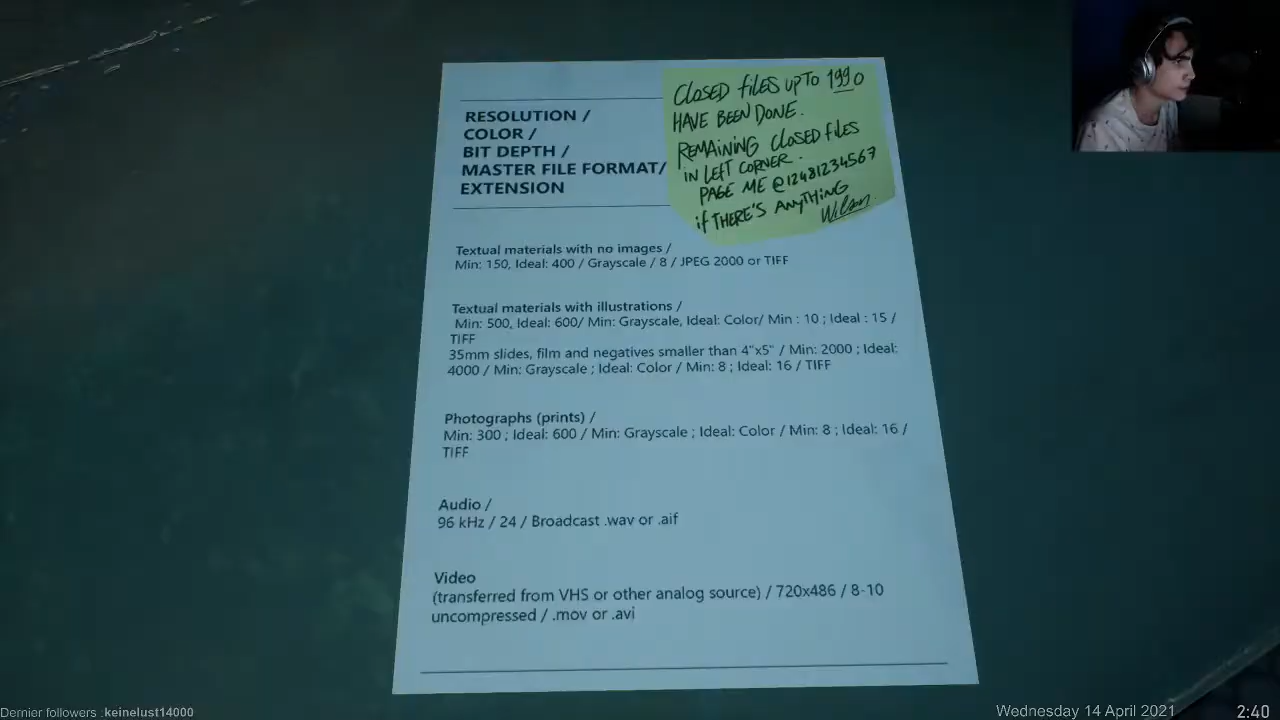 RESOLUTION /
COLOR /
BIT DEPTH /
MASTER FILE FORMAT/
EXTENSION
CLOSED FILES UP TO 1990
HAVE BEEN DONE.
REMAINING CLOSED FILES
IN LEFT CORNER.
PAGE ME @12481234567
if THERE'S ANYTHING
Wilson
Textual materials with no images /
Min: 150, Ideal: 400 / Grayscale / 8 / JPEG 2000 or TIFF
Textual materials with illustrations /
Min: 500, Ideal: 600/ Min: Grayscale, Ideal: Color/ Min : 10 ; Ideal : 15 /
TIFF
35mm slides, film and negatives smaller than 4"x5" / Min: 2000 ; Ideal:
4000 / Min: Grayscale ; Ideal: Color / Min: 8 ; Ideal: 16 / TIFF
Photographs (prints) /
Min: 300 ; Ideal: 600 / Min: Grayscale ; Ideal: Color / Min: 8 ; Ideal: 16 /
TIFF
Audio /
96 kHz / 24 / Broadcast .wav or .aif
Video
(transferred from VHS or other analog source) / 720x486 / 8-10
uncompressed / .mov or .avi
Dernier followers :keinelust14000
Wednesday 14 April 2021
2:40